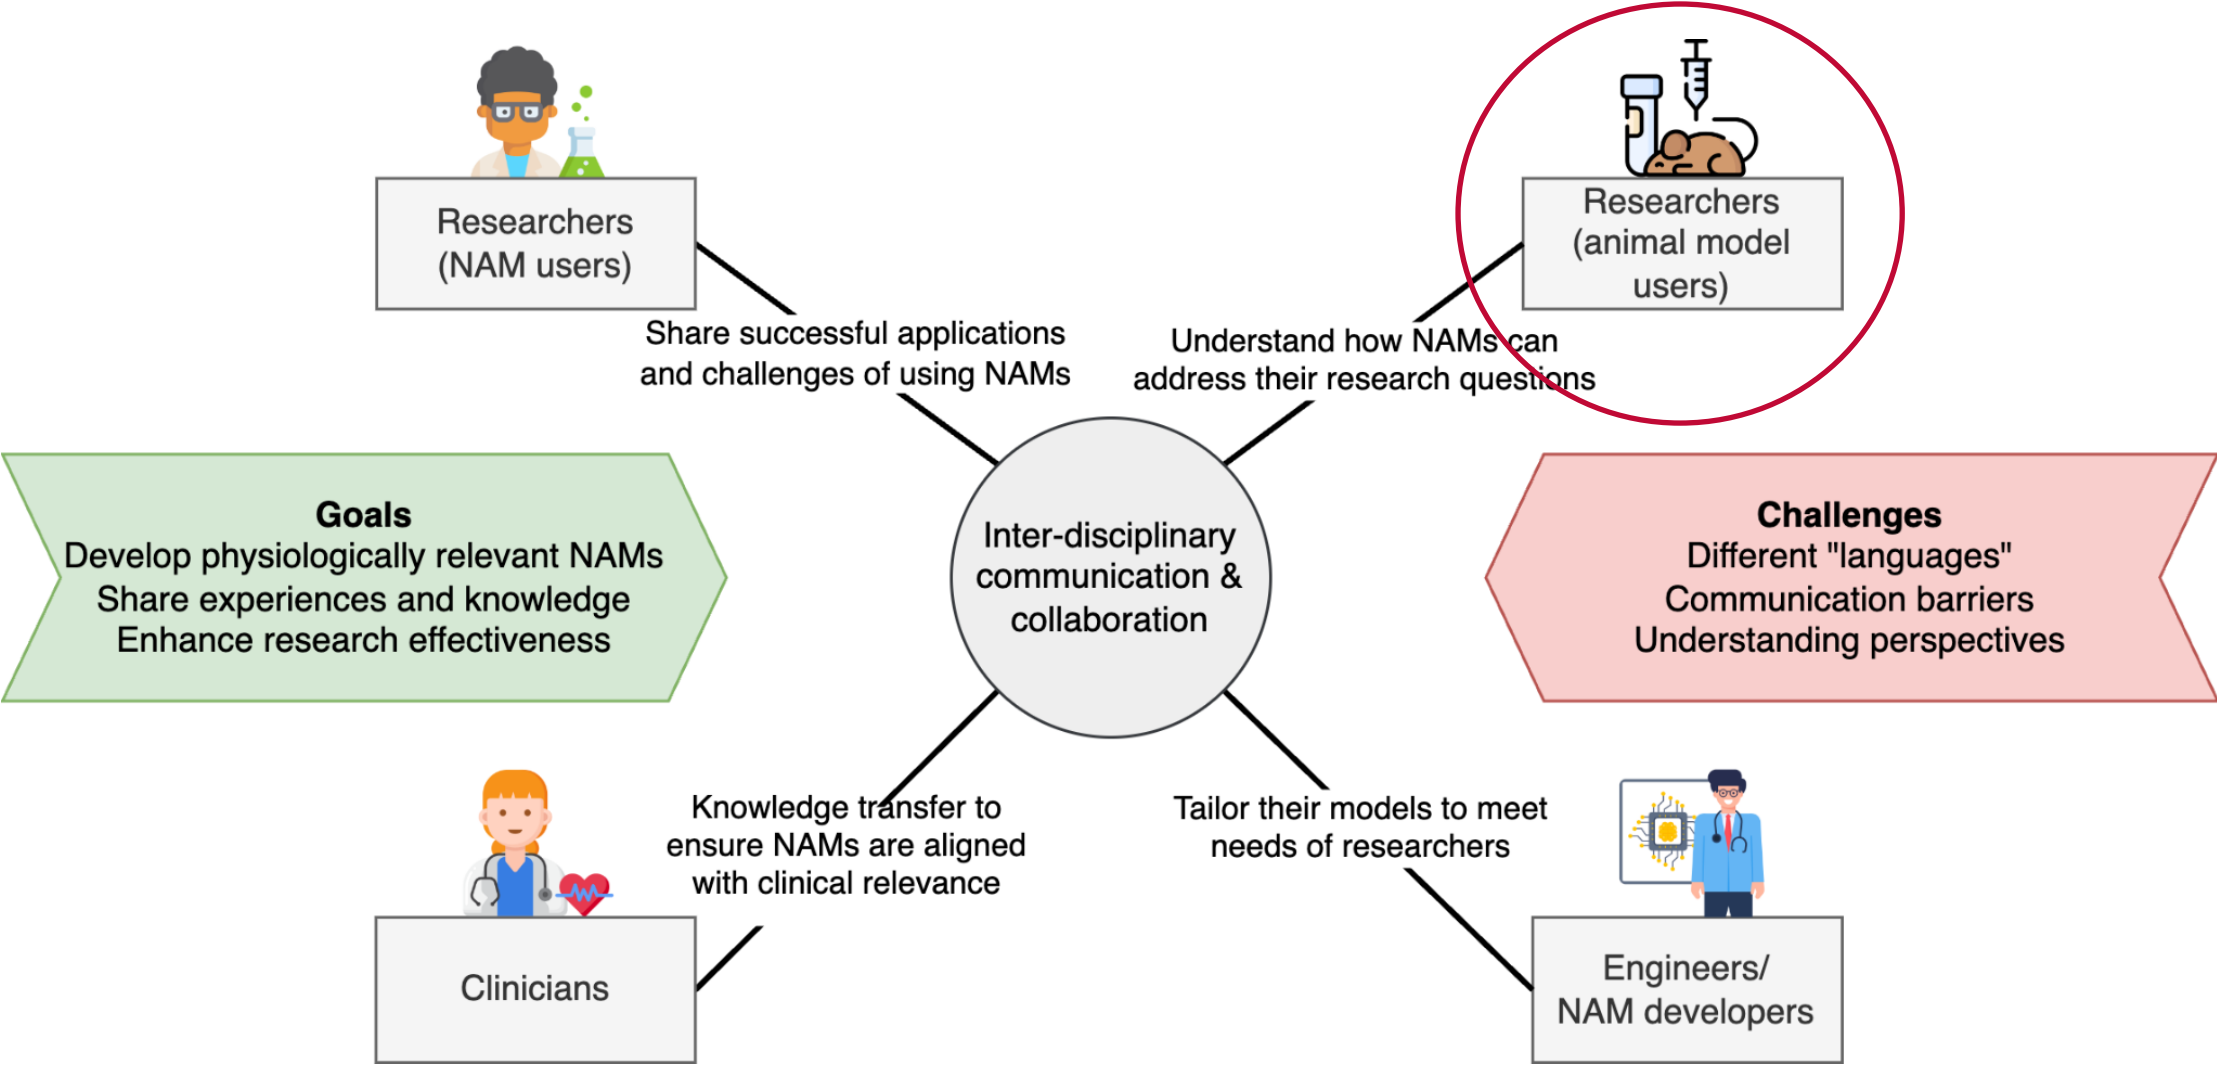 Researchers
(NAM users)
Researchers
(animal model
users)
Share successful applications
and challenges of using NAMs
Understand how NAMs can
address their research questions
Goals
Develop physiologically relevant NAMs
Share experiences and knowledge
Enhance research effectiveness
Inter-disciplinary
communication &
collaboration
Challenges
Different "languages"
Communication barriers
Understanding perspectives
Knowledge transfer to
ensure NAMs are aligned
with clinical relevance
Tailor their models to meet
needs of researchers
Clinicians
Engineers/
NAM developers